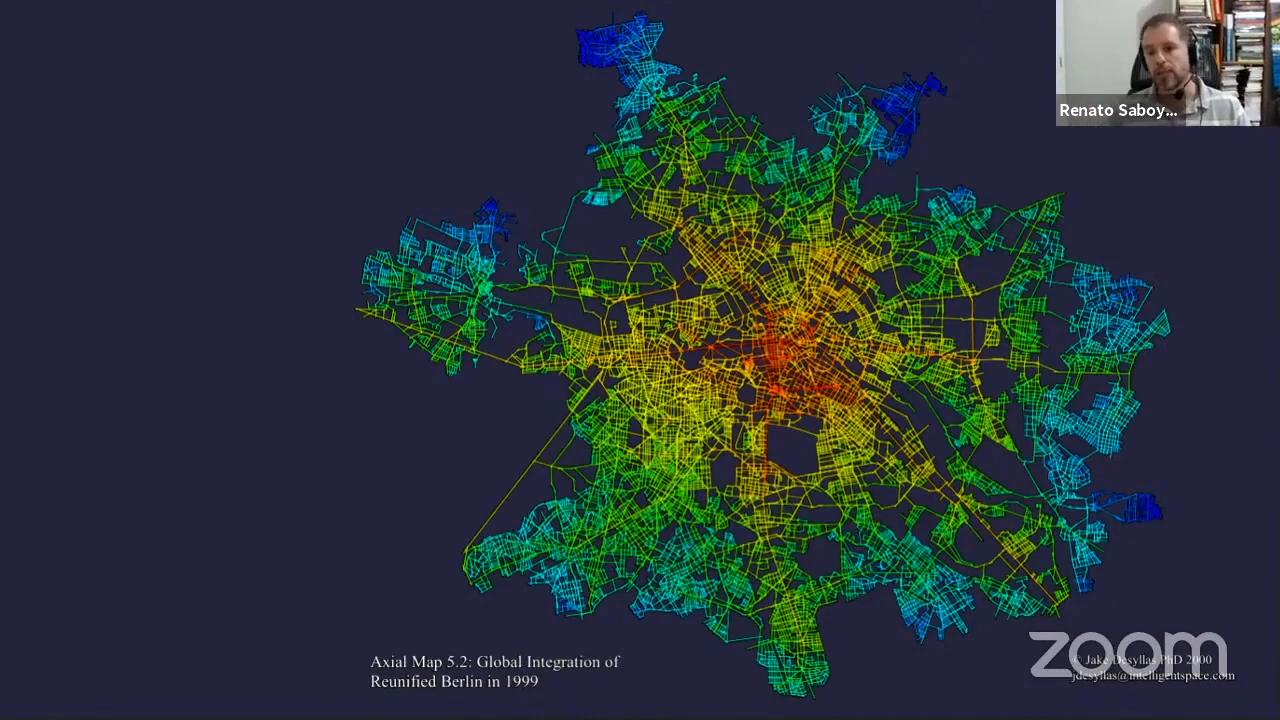 Renato Saboy...
Axial Map 5.2: Global Integration of
Reunified Berlin in 1999
zoom
© Jake Desyllas PhD 2000
jdesyllas@intelligentspace.com